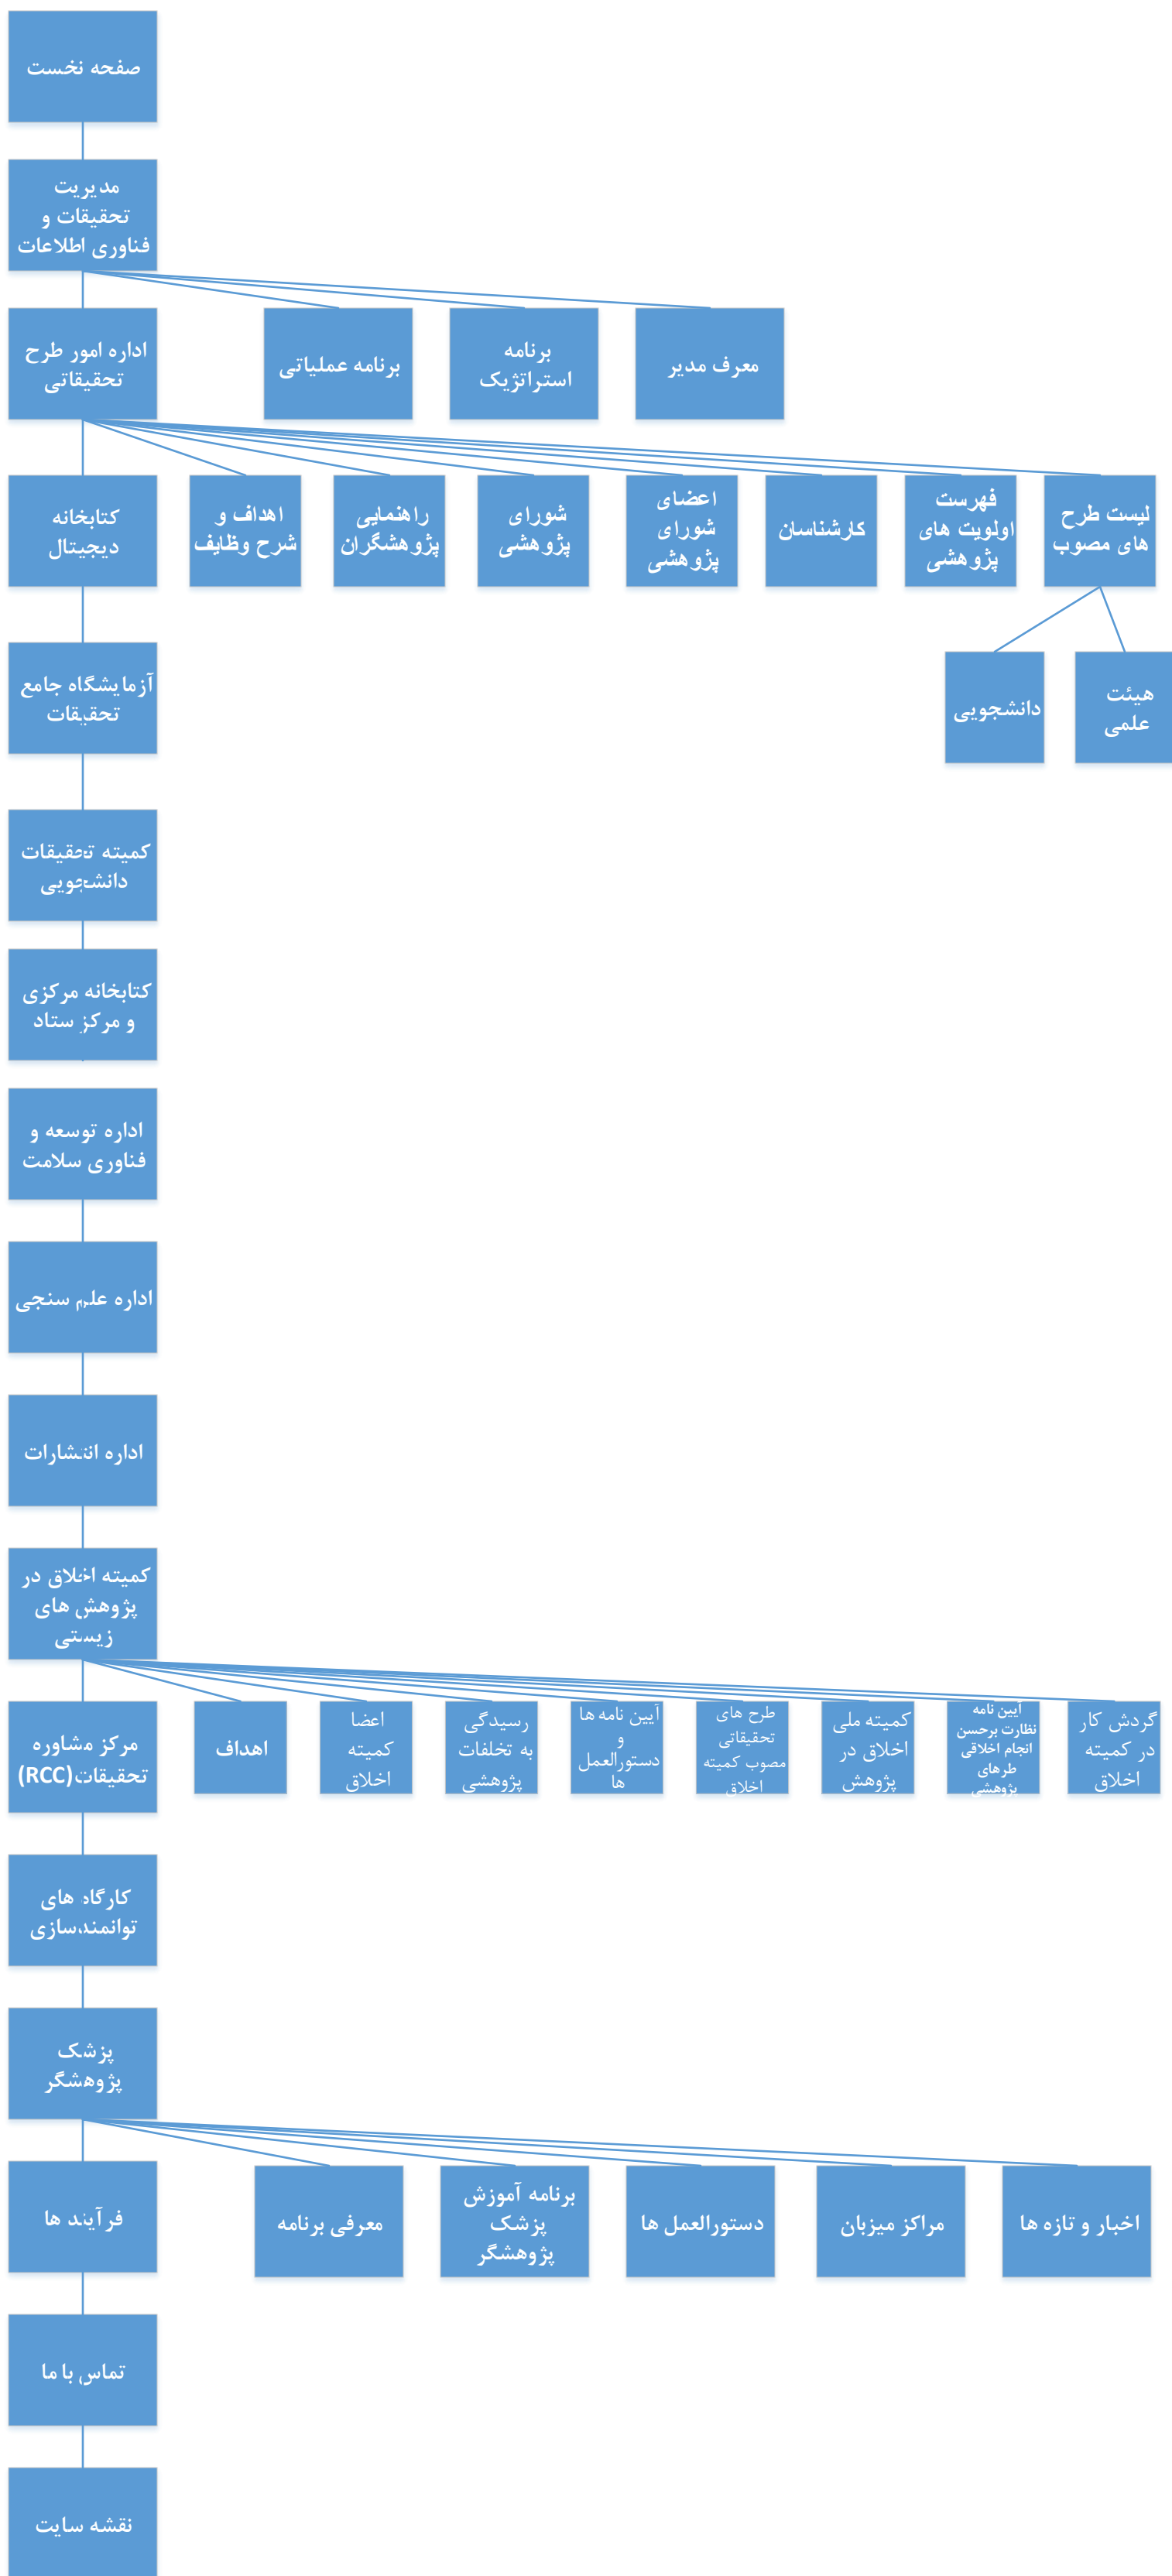 صفحه نخست
مدیریت
تحقیقات و
فناوری اطلاعات
اداره امور طرح
تحقیقاتی
برنامه عملیاتی
برنامه
استراتژیک
معرف مدیر
کتابخانه
دیجیتال
اهداف و
شرح وظایف
راهنمایی
پژوهشگران
شورای
پژوهشی
اعضای
شورای
پژوهشی
کارشناسان
فهرست
اولویت های
پژوهشی
لیست طرح
های مصوب
دانشجویی
هیئت
علمی
آزمایشگاه جامع
تحقیقات
کمیته تحقیقات
دانشجویی
کتابخانه مرکزی
و مرکز ستاد
اداره توسعه و
فناوری سلامت
اداره علم سنجی
اداره انتشارات
کمیته اخلاق در
پژوهش های
زیستی
مرکز مشاوره
تحقیقات(RCC)
اهداف
اعضا
کمیته
اخلاق
رسیدگی
به تخلفات
پژوهشی
آیین نامه ها
و
دستورالعمل
ها
طرح های
تحقیقاتی
مصوب کمیته
اخلاق
کمیته ملی
اخلاق در
پژوهش
آیین نامه
نظارت برحسن
انجام اخلاقی
طرهای
پژوهشی
گردش کار
در کمیته
اخلاق
کارگاه های
توانمندسازی
پزشک
پژوهشگر
فرآیند ها
معرفی برنامه
برنامه آموزش
پزشک
پژوهشگر
دستورالعمل ها
مراکز میزبان
اخبار و تازه ها
تماس با ما
نقشه سایت